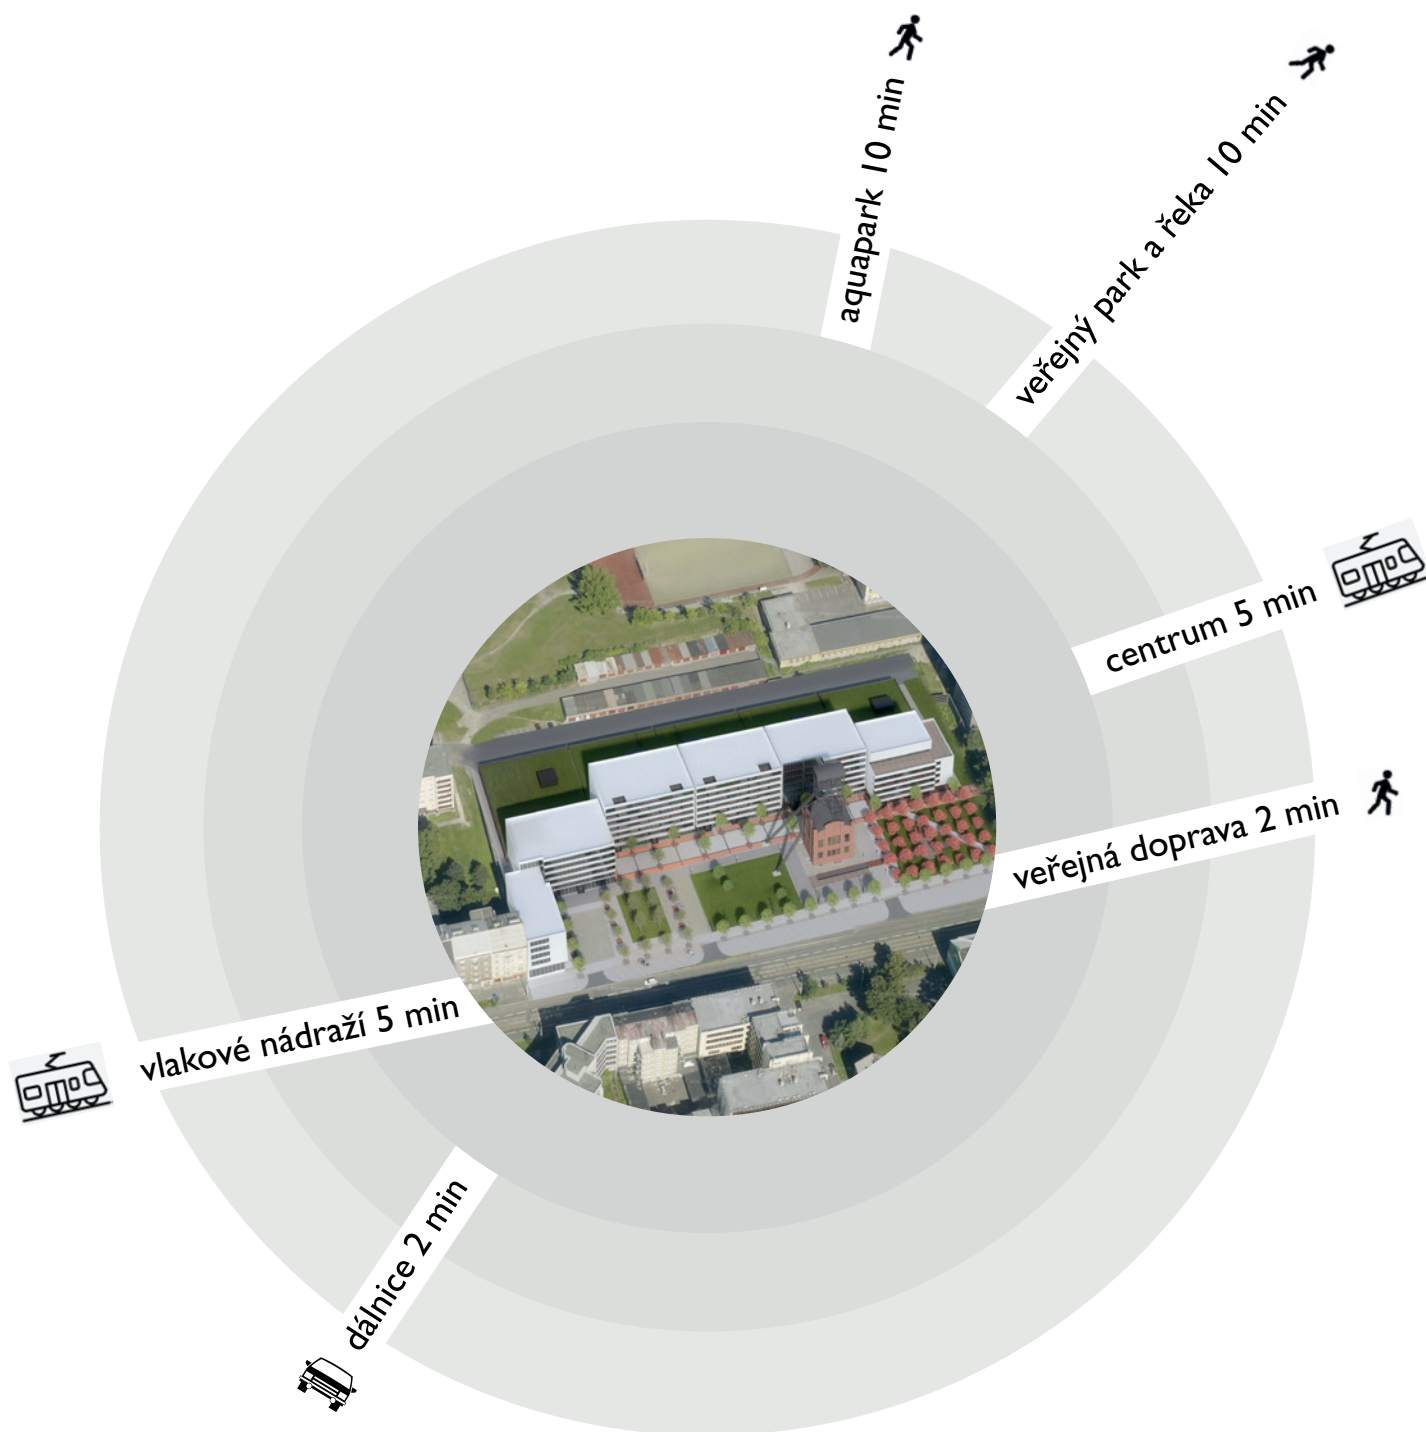 aquapark 10 min
veřejný park a řeka 10 min
centrum 5 min
veřejná doprava 2 min
vlakové nádraží 5 min
dálnice 2 min